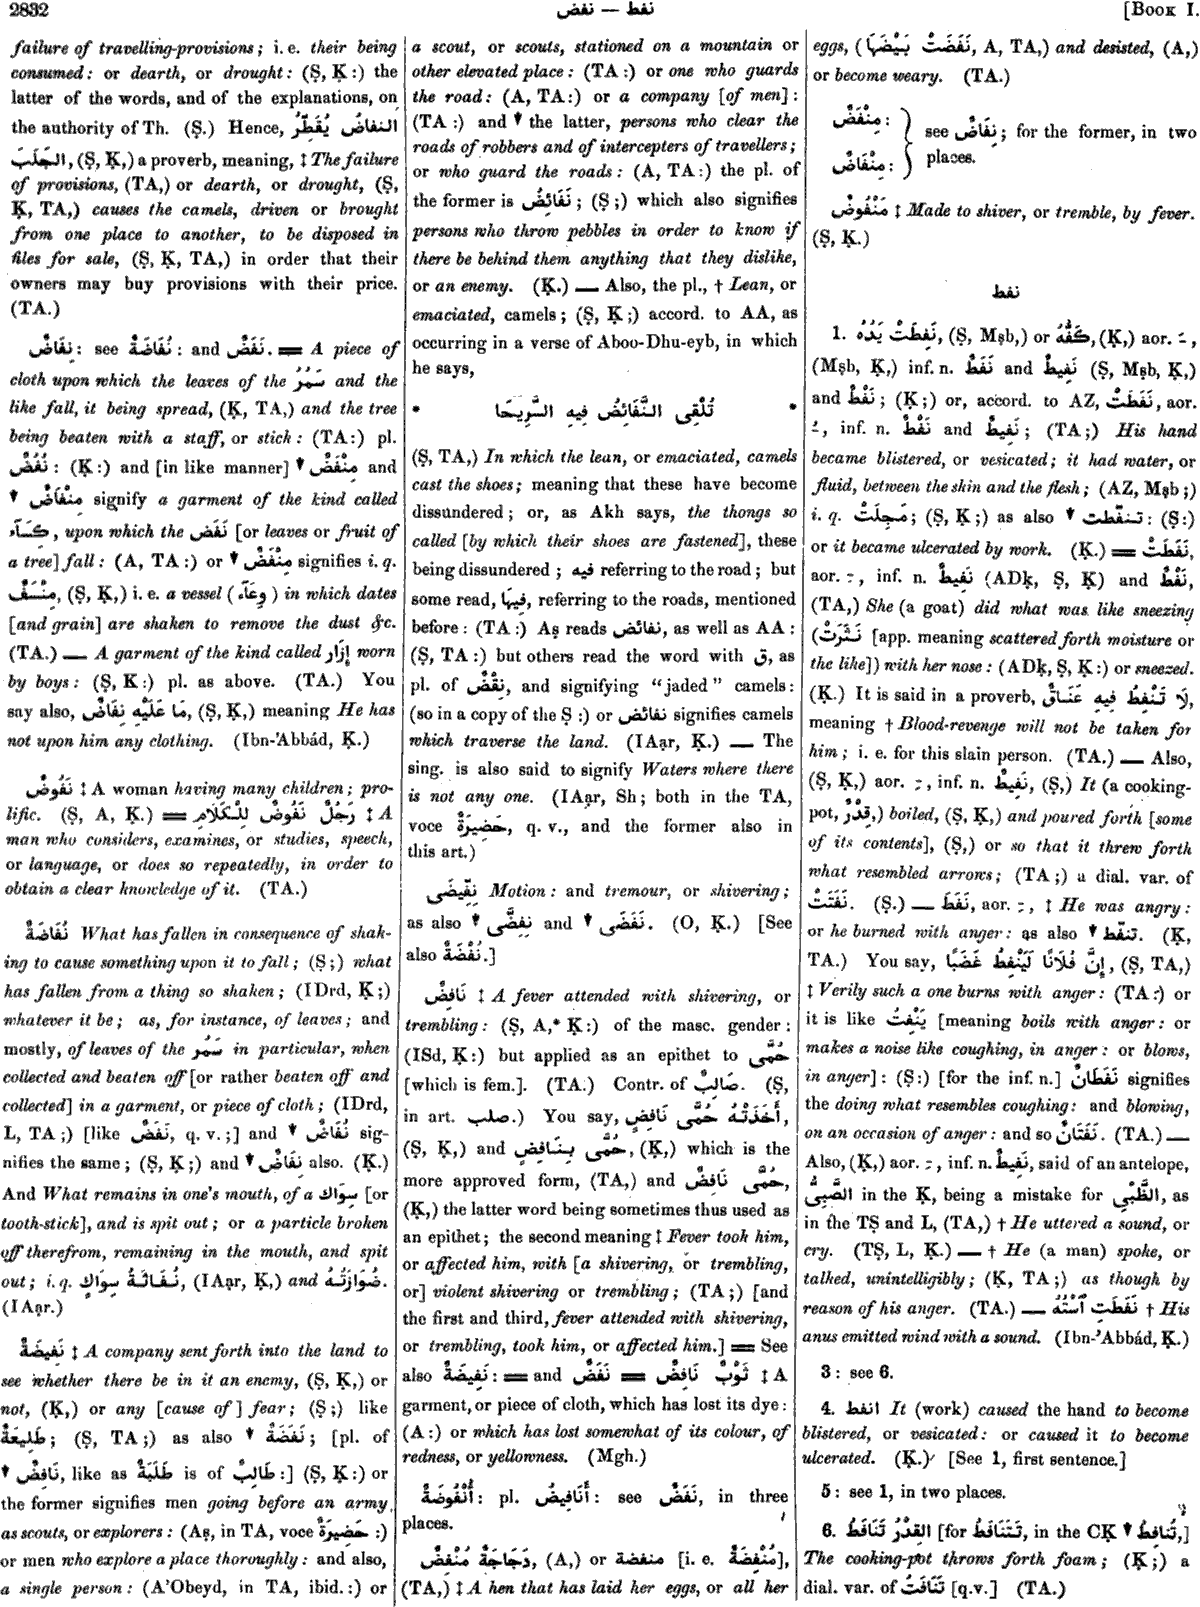 2832
نفض — نفط
[BOOK I.
failure of travelling-provisions; i. e. their being
consumed: or dearth, or drought: (Ṣ, Ḳ:) the
latter of the words, and of the explanations, on
the authority of Th. (Ṣ.) Hence, النفاضُ يُقَطِّرُ
الجَلَبَ, (Ṣ, Ḳ,) a proverb, meaning, ‡ The failure
of provisions, (TA,) or dearth, or drought, (Ṣ,
Ḳ, TA,) causes the camels, driven or brought
from one place to another, to be disposed in
files for sale, (Ṣ, Ḳ, TA,) in order that their
owners may buy provisions with their price.
(TA.)
نِفَاضٌ: see نُفَاضَةٌ: and نَفَضٌ. ═ A piece of
cloth upon which the leaves of the سَمُر and the
like fall, it being spread, (Ḳ, TA,) and the tree
being beaten with a staff, or stick: (TA:) pl.
نُفُضٌ: (Ḳ:) and [in like manner] ▼ مِنْفَضٌ and
▼ مِنْفَاضٌ signify a garment of the kind called
كِسَآء, upon which the نَفَض [or leaves or fruit of
a tree] fall: (A, TA:) or ▼ مِنْفَضٌ signifies i. q.
مِنْسَفٌ, (Ṣ, Ḳ,) i. e. a vessel (وِعَآء) in which dates
[and grain] are shaken to remove the dust &c.
(TA.) — A garment of the kind called إِزَار worn
by boys: (Ṣ, Ḳ:) pl. as above. (TA.) You
say also, مَا عَلَيْهِ نِفَاضٌ, (Ṣ, Ḳ,) meaning He has
not upon him any clothing. (Ibn-'Abbád, Ḳ.)
نَفُوضٌ ‡ A woman having many children; pro-
lific. (Ṣ, A, Ḳ.) ═ رَجُلٌ نَفُوضٌ لِلْكَلَامِ ‡ A
man who considers, examines, or studies, speech,
or language, or does so repeatedly, in order to
obtain a clear knowledge of it. (TA.)
نُفَاضَةٌ What has fallen in consequence of shak-
ing to cause something upon it to fall; (Ṣ;) what
has fallen from a thing so shaken; (IDrd, Ḳ;)
whatever it be; as, for instance, of leaves; and
mostly, of leaves of the سَمُر in particular, when
collected and beaten off [or rather beaten off and
collected] in a garment, or piece of cloth; (IDrd,
L, TA;) [like نَفَضٌ, q. v.;] and ▼ نُفَاضٌ sig-
nifies the same; (Ṣ, Ḳ;) and ▼ نِفَاضٌ also. (Ḳ.)
And What remains in one's mouth, of a سِوَاك [or
tooth-stick], and is spit out; or a particle broken
off therefrom, remaining in the mouth, and spit
out; i. q. نُفَاثَةُ سِوَاكٍ, (IAạr, Ḳ,) and ضُوَازَتُهُ.
(IAạr.)
نَفِيضَةٌ ‡ A company sent forth into the land to
see whether there be in it an enemy, (Ṣ, Ḳ,) or
not, (Ḳ,) or any [cause of] fear; (Ṣ;) like
طَلِيعَةٌ; (Ṣ, TA;) as also ▼ نَفَضَةٌ; [pl. of
▼ نَافِضٌ, like as طَلَبَةٌ is of طَالِبٌ:] (Ṣ, Ḳ:) or
the former signifies men going before an army,
as scouts, or explorers: (Aṣ, in TA, voce حَضِيرَةٌ:)
or men who explore a place thoroughly: and also,
a single person: (A'Obeyd, in TA, ibid.:) or
a scout, or scouts, stationed on a mountain or
other elevated place: (TA:) or one who guards
the road: (A, TA:) or a company [of men]:
(TA:) and ▼ the latter, persons who clear the
roads of robbers and of intercepters of travellers;
or who guard the roads: (A, TA:) the pl. of
the former is نَفَائِضُ; (Ṣ;) which also signifies
persons who throw pebbles in order to know if
there be behind them anything that they dislike,
or an enemy. (Ḳ.) — Also, the pl., † Lean, or
emaciated, camels; (Ṣ, Ḳ;) accord. to AA, as
occurring in a verse of Aboo-Dhu-eyb, in which
he says,
* تُلْقِى النَّفَائِضُ فِيهِ السَّرِيحَا *
(Ṣ, TA,) In which the lean, or emaciated, camels
cast the shoes; meaning that these have become
dissundered; or, as Akh says, the thongs so
called [by which their shoes are fastened], these
being dissundered; فيه referring to the road; but
some read, فِيهَا, referring to the roads, mentioned
before: (TA:) Aṣ reads نفائض, as well as AA:
(Ṣ, TA:) but others read the word with ق, as
pl. of نِقْضٌ, and signifying "jaded" camels:
(so in a copy of the Ṣ:) or نفائض signifies camels
which traverse the land. (IAạr, Ḳ.) — The
sing. is also said to signify Waters where there
is not any one. (IAạr, Sh; both in the TA,
voce حَضِيرَةٌ, q. v., and the former also in
this art.)
نِفِّيضَى Motion: and tremour, or shivering;
as also ▼ نِفِضَّى and ▼ نَفَضَى. (O, Ḳ.) [See
also نُفْضَةٌ.]
نَافِضٌ ‡ A fever attended with shivering, or
trembling: (Ṣ, A,* Ḳ:) of the masc. gender:
(ISd, Ḳ:) but applied as an epithet to حُمَّى
[which is fem.]. (TA.) Contr. of صَالِبٌ. (Ṣ,
in art. صلب.) You say, أَخَذَتْهُ حُمَّى نَافِضٍ,
(Ṣ, Ḳ,) and حُمَّى بِنَافِضٍ, (Ḳ,) which is the
more approved form, (TA,) and حُمَّى نَافِضٌ,
(Ḳ,) the latter word being sometimes thus used as
an epithet; the second meaning ‡ Fever took him,
or affected him, with [a shivering, or trembling,
or] violent shivering or trembling; (TA;) [and
the first and third, fever attended with shivering,
or trembling, took him, or affected him.] ═ See
also نَفِيضَةٌ: ═ and نَفَضٌ ═ ثَوْبٌ نَافِضٌ ‡ A
garment, or piece of cloth, which has lost its dye:
(A:) or which has lost somewhat of its colour, of
redness, or yellowness. (Mgh.)
أُنْفُوضَةٌ: pl. أَنَافِيضُ: see نَفَضٌ, in three
places.
دَجَاجَةٌ مُنْفِضٌ, (A,) or منفضة [i. e. مُنْفِضَةٌ],
(TA,) ‡ A hen that has laid her eggs, or all her
eggs, (نَفَضَتْ بَيْضَهَا, A, TA,) and desisted, (A,)
or become weary. (TA.)
مِنْفَضٌ: } see نِفَاضٌ; for the former, in two
مِنْفَاضٌ: } places.
مَنْفُوضٌ ‡ Made to shiver, or tremble, by fever.
(Ṣ, Ḳ.)
نفط
1. نَفِطَتْ يَدُهُ, (Ṣ, Mṣb,) or كَفُّهُ, (Ḳ,) aor. ـَ,
(Mṣb, Ḳ,) inf. n. نَفَطٌ and نَفِيطٌ (Ṣ, Mṣb, Ḳ,)
and نَفْطٌ; (Ḳ;) or, accord. to AZ, نَفَطَتْ, aor.
ـُ, inf. n. نَفْطٌ and نَفِيطٌ; (TA;) His hand
became blistered, or vesicated; it had water, or
fluid, between the skin and the flesh; (AZ, Mṣb;)
i. q. مَجِلَتْ; (Ṣ, Ḳ;) as also ▼ تنفّطت: (Ṣ:)
or it became ulcerated by work. (Ḳ.) ═ نَفَطَتْ,
aor. ـِ, inf. n. نَفِيطٌ (ADḳ, Ṣ, Ḳ) and نَفْطٌ,
(TA,) She (a goat) did what was like sneezing
(نَثَرَتْ [app. meaning scattered forth moisture or
the like]) with her nose: (ADḳ, Ṣ, Ḳ:) or sneezed.
(Ḳ.) It is said in a proverb, لَا تَنْفِطُ فِيهِ عَنَاقٌ,
meaning † Blood-revenge will not be taken for
him; i. e. for this slain person. (TA.) — Also,
(Ṣ, Ḳ,) aor. ـِ, inf. n. نَفِيطٌ, (Ṣ,) It (a cooking-
pot, قِدْرٌ,) boiled, (Ṣ, Ḳ,) and poured forth [some
of its contents], (Ṣ,) or so that it threw forth
what resembled arrows; (TA;) a dial. var. of
نَفَتَتْ. (Ṣ.) — نَفَطَ, aor. ـِ, ‡ He was angry:
or he burned with anger: as also ▼ تنفّط. (Ḳ,
TA.) You say, إِنَّ فُلَانًا لَيَنْفِطُ غَضَبًا, (Ṣ, TA,)
‡ Verily such a one burns with anger: (TA:) or
it is like يَنْفِتُ [meaning boils with anger: or
makes a noise like coughing, in anger: or blows,
in anger]: (Ṣ:) [for the inf. n.] نَفَطَانٌ signifies
the doing what resembles coughing: and blowing,
on an occasion of anger: and so نَفَتَانٌ. (TA.) —
Also, (Ḳ,) aor. ـِ, inf. n. نَفِيطٌ, said of an antelope,
الصَّبِىُّ in the Ḳ, being a mistake for الظَّبْىُ, as
in the TṢ and L, (TA,) † He uttered a sound, or
cry. (TṢ, L, Ḳ.) — † He (a man) spoke, or
talked, unintelligibly; (Ḳ, TA;) as though by
reason of his anger. (TA.) — نَفَطَتِ ٱسْتُهُ † His
anus emitted wind with a sound. (Ibn-'Abbád, Ḳ.)
3: see 6.
4. انفط It (work) caused the hand to become
blistered, or vesicated: or caused it to become
ulcerated. (Ḳ.) [See 1, first sentence.]
5: see 1, in two places.
6. القِدْرُ تَنَافَطُ [for تَتَنَافَطُ, in the CḲ ▼ تُنافِطُ,]
The cooking-pot throws forth foam; (Ḳ;) a
dial. var. of تَنَافَتُ [q.v.] (TA.)